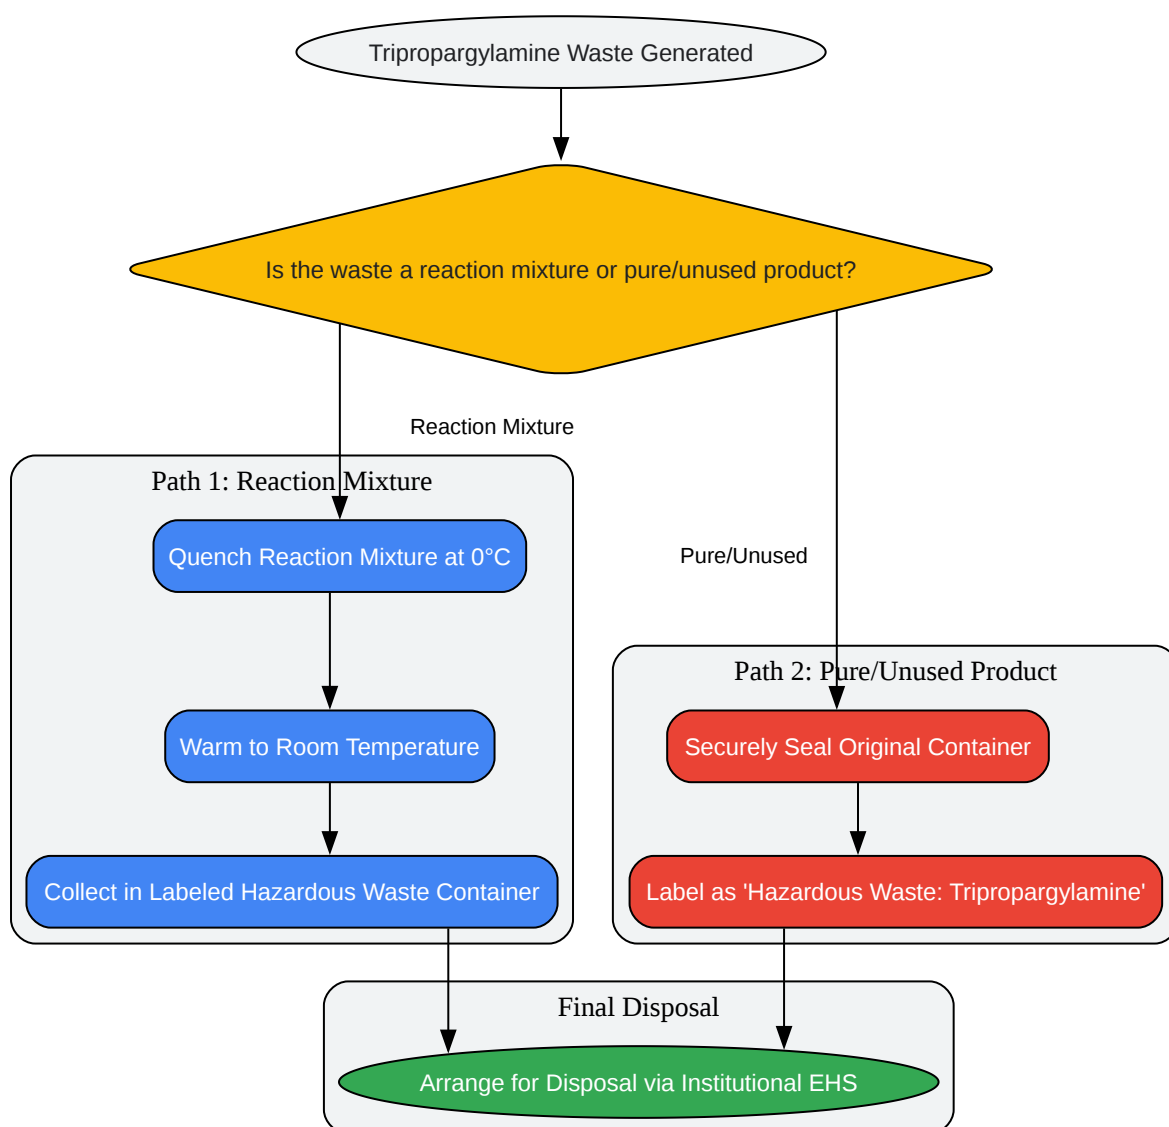 Tripropargylamine Waste Generated
Is the waste a reaction mixture or pure/unused product?
Reaction Mixture
Path 1: Reaction Mixture
Quench Reaction Mixture at 0°C
Warm to Room Temperature
Collect in Labeled Hazardous Waste Container
Pure/Unused
Path 2: Pure/Unused Product
Securely Seal Original Container
Label as 'Hazardous Waste: Tripropargylamine'
Final Disposal
Arrange for Disposal via Institutional EHS